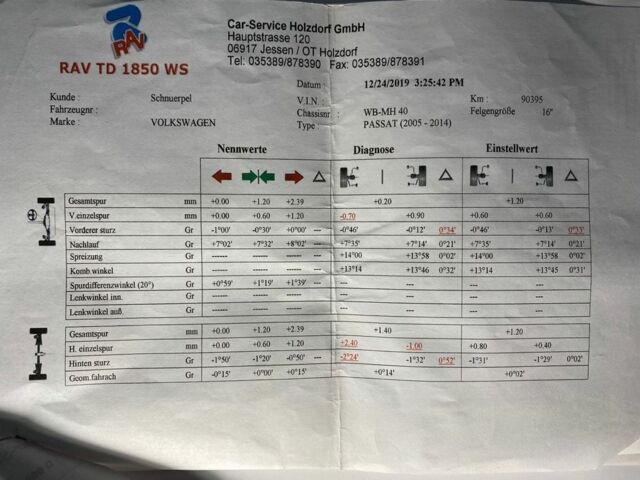 RAV
RAV TD 1850 WS
Car-Service Holzdorf GmbH
Hauptstrasse 120
06917 Jessen / OT Holzdorf
Tel: 035389/878390 Fax: 035389/878391
Datum : 12/24/2019 3:25:42 PM
Kunde : Schnuerpel V.I.N. : Km : 90395
Fahrzeugnr : Chassisnr : WB-MH 40 Felgengröße 16"
Marke : VOLKSWAGEN Type : PASSAT (2005 - 2014)
Nennwerte Diagnose Einstellwert
Gesamtspur mm +0.00 +1.20 +2.39 +0.20 +1.20
V.einzelspur mm +0.00 +0.60 +1.20 -0.70 +0.90 +0.60 +0.60
Vorderer sturz Gr -1°00' -0°30' +0°00' --- -0°46' -0°12' 0°34' -0°46' -0°13' 0°33'
Nachlauf Gr +7°02' +7°32' +8°02' --- +7°35' +7°14' 0°21' +7°35' +7°14' 0°21'
Spreizung Gr ------ ------ ------ --- +14°00 +13°58 0°02' +14°00 +13°58 0°02'
Komb.winkel Gr ------ ------ ------ --- +13°14 +13°46 0°32' +13°14 +13°45 0°31'
Spurdifferenzwinkel (20°) Gr +0°59' +1°19' +1°39' ---
Lenkwinkel inn. Gr ------ ------ ------ ---
Lenkwinkel auß. Gr ------ ------ ------ ---
Gesamtspur mm +0.00 +1.20 +2.39 +1.40 +1.20
H. einzelspur mm +0.00 +0.60 +1.20 +2.40 -1.00 +0.80 +0.40
Hinten sturz Gr -1°50' -1°20' -0°50' --- -2°24' -1°32' 0°52' -1°31' -1°29' 0°02'
Geom.fahrach Gr -0°15' +0°00' +0°15' +0°14' +0°02'